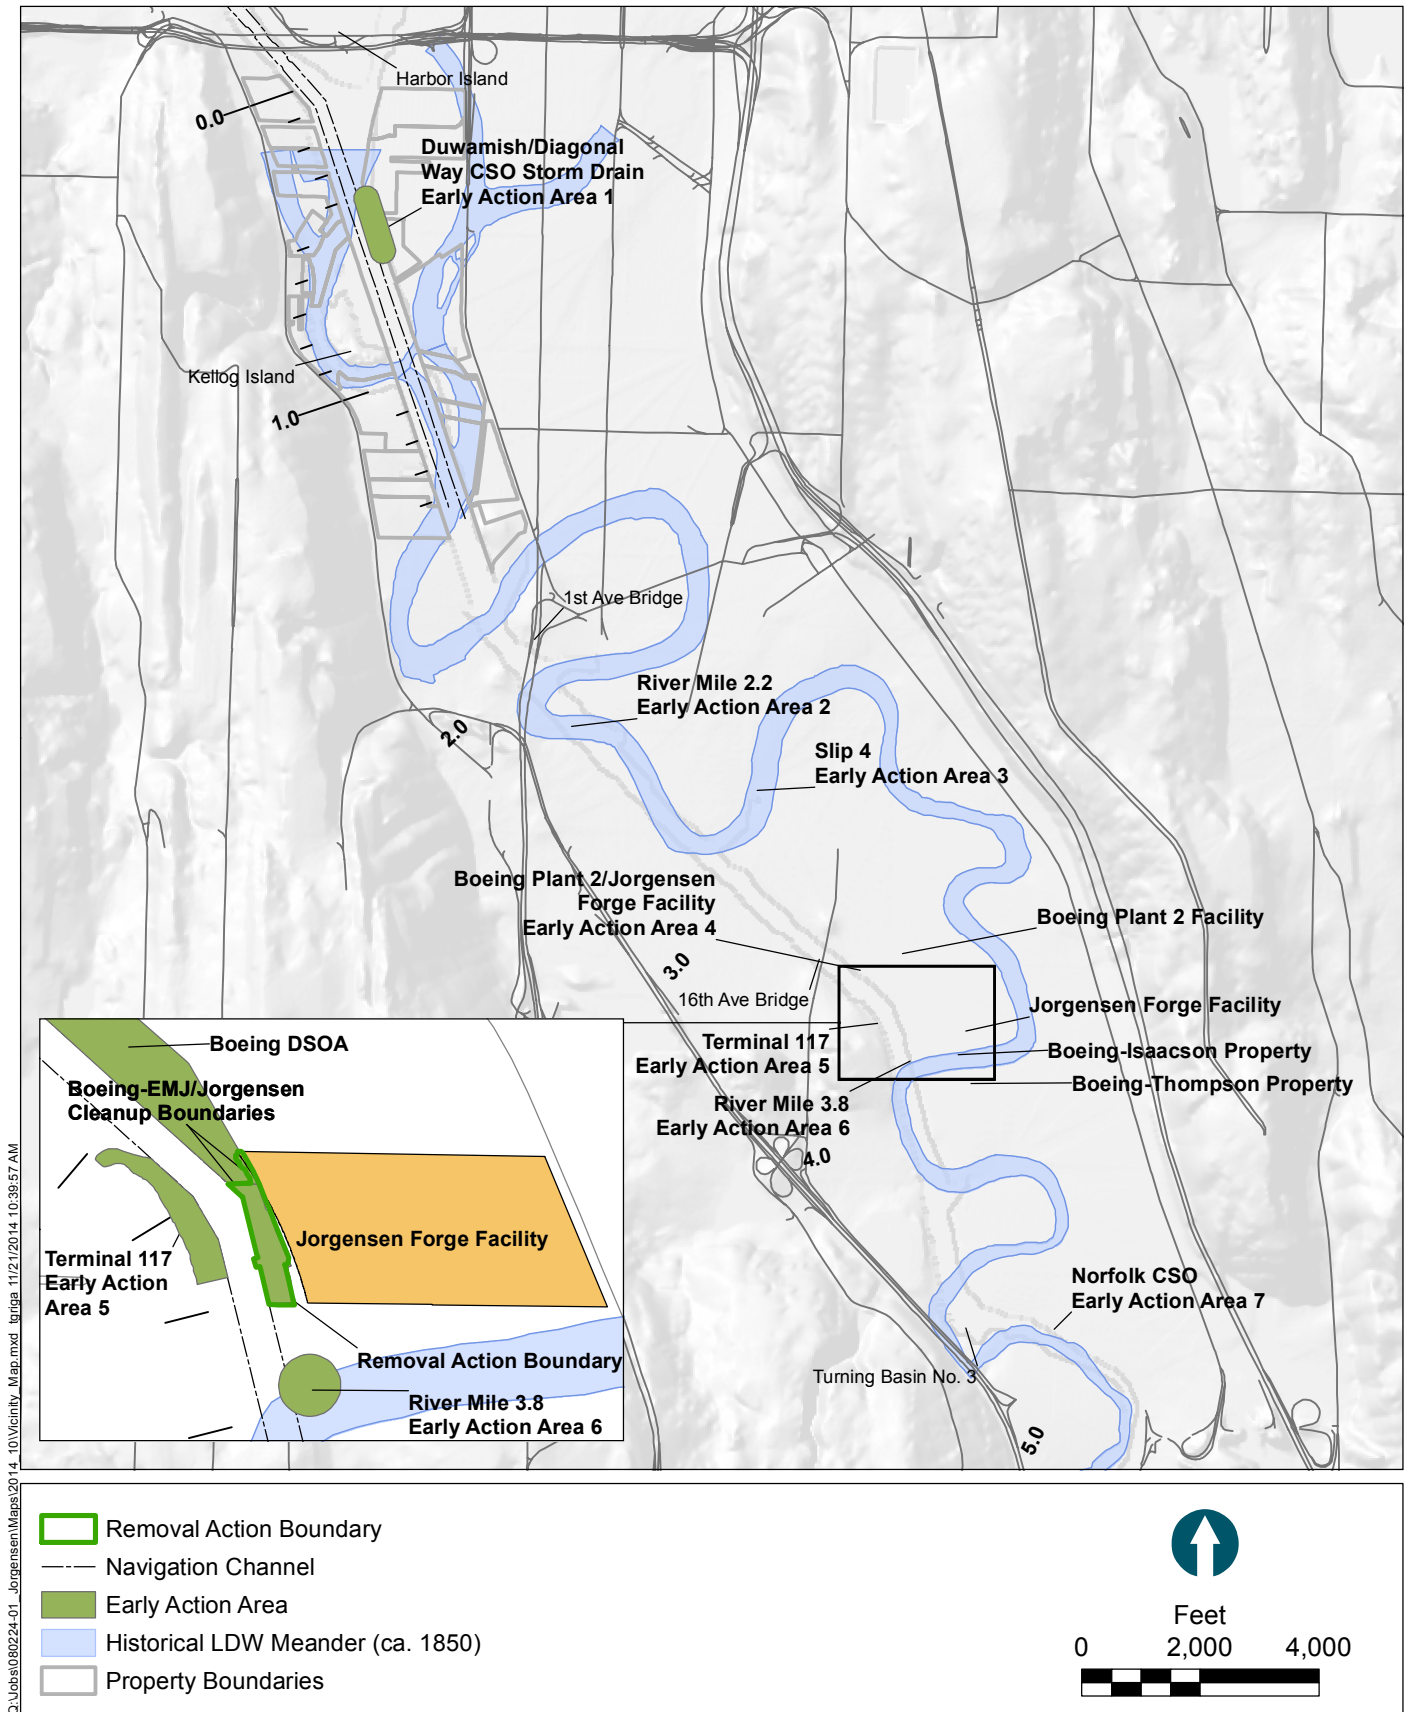 Harbor Island
0.0
Duwamish/Diagonal
Way CSO Storm Drain
Early Action Area 1
Kellog Island
1.0
1st Ave Bridge
River Mile 2.2
Early Action Area 2
2.0
Slip 4
Early Action Area 3
Boeing Plant 2/Jorgensen
Forge Facility
Early Action Area 4
Boeing Plant 2 Facility
3.0
16th Ave Bridge
Jorgensen Forge Facility
Terminal 117
Early Action Area 5
Boeing-Isaacson Property
Boeing-Thompson Property
River Mile 3.8
Early Action Area 6
4.0
Norfolk CSO
Early Action Area 7
Turning Basin No. 3
5.0
Boeing DSOA
Boeing-EMJ/Jorgensen
Cleanup Boundaries
Jorgensen Forge Facility
Terminal 117
Early Action
Area 5
Removal Action Boundary
River Mile 3.8
Early Action Area 6
Q:\Jobs\080224-01_Jorgensen\Maps\2014_10\Vicinity_Map.mxd tgriga 11/21/2014 10:39:57 AM
Removal Action Boundary
Navigation Channel
Early Action Area
Historical LDW Meander (ca. 1850)
Property Boundaries
Feet
0 2,000 4,000